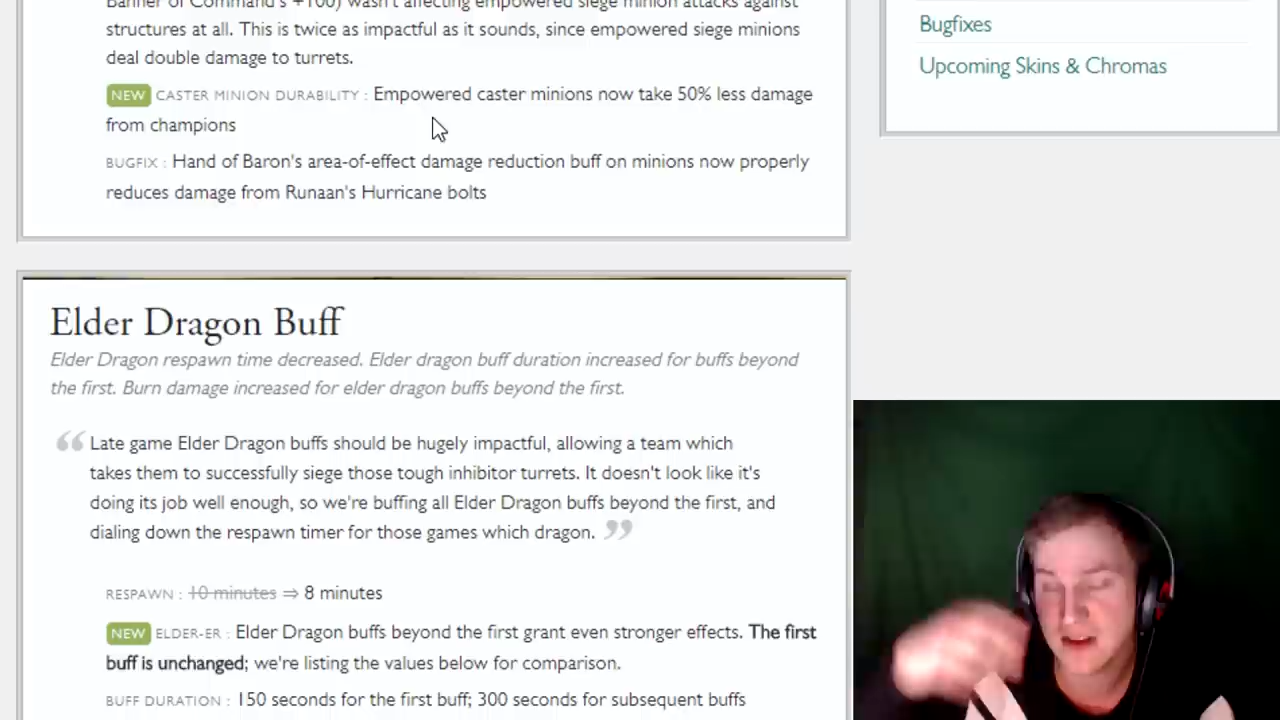 Banner of Command's +100) wasn't affecting empowered siege minion attacks against
structures at all. This is twice as impactful as it sounds, since empowered siege minions
deal double damage to turrets.
NEW CASTER MINION DURABILITY : Empowered caster minions now take 50% less damage
from champions
BUGFIX : Hand of Baron's area-of-effect damage reduction buff on minions now properly
reduces damage from Runaan's Hurricane bolts
Elder Dragon Buff
Elder Dragon respawn time decreased. Elder dragon buff duration increased for buffs beyond
the first. Burn damage increased for elder dragon buffs beyond the first.
“ Late game Elder Dragon buffs should be hugely impactful, allowing a team which
takes them to successfully siege those tough inhibitor turrets. It doesn't look like it's
doing its job well enough, so we're buffing all Elder Dragon buffs beyond the first, and
dialing down the respawn timer for those games which dragon. ”
RESPAWN : 10 minutes ⇒ 8 minutes
NEW ELDER-ER : Elder Dragon buffs beyond the first grant even stronger effects. The first
buff is unchanged; we're listing the values below for comparison.
BUFF DURATION : 150 seconds for the first buff; 300 seconds for subsequent buffs
Bugfixes
Upcoming Skins & Chromas